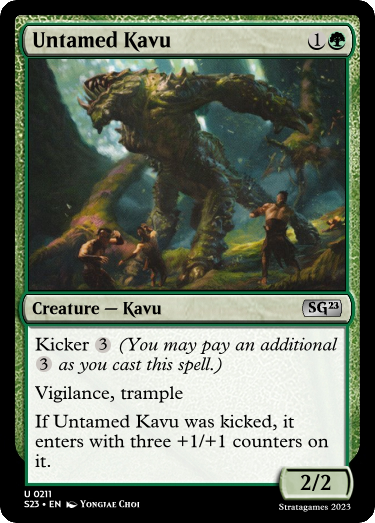 Untamed Kavu 1
Creature — Kavu SG23
Kicker 3 (You may pay an additional
3 as you cast this spell.)
Vigilance, trample
If Untamed Kavu was kicked, it
enters with three +1/+1 counters on
it.
2/2
U 0211
S23 • EN Yongjae Choi
Stratagames 2023